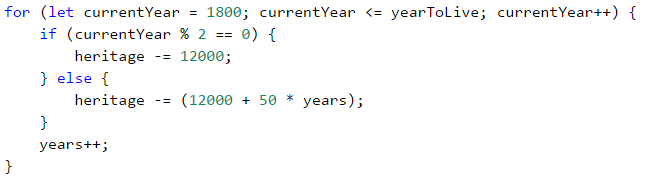 for (let currentYear = 1800; currentYear <= yearToLive; currentYear++) {
    if (currentYear % 2 == 0) {
        heritage -= 12000;
    } else {
        heritage -= (12000 + 50 * years);
    }
    years++;
}